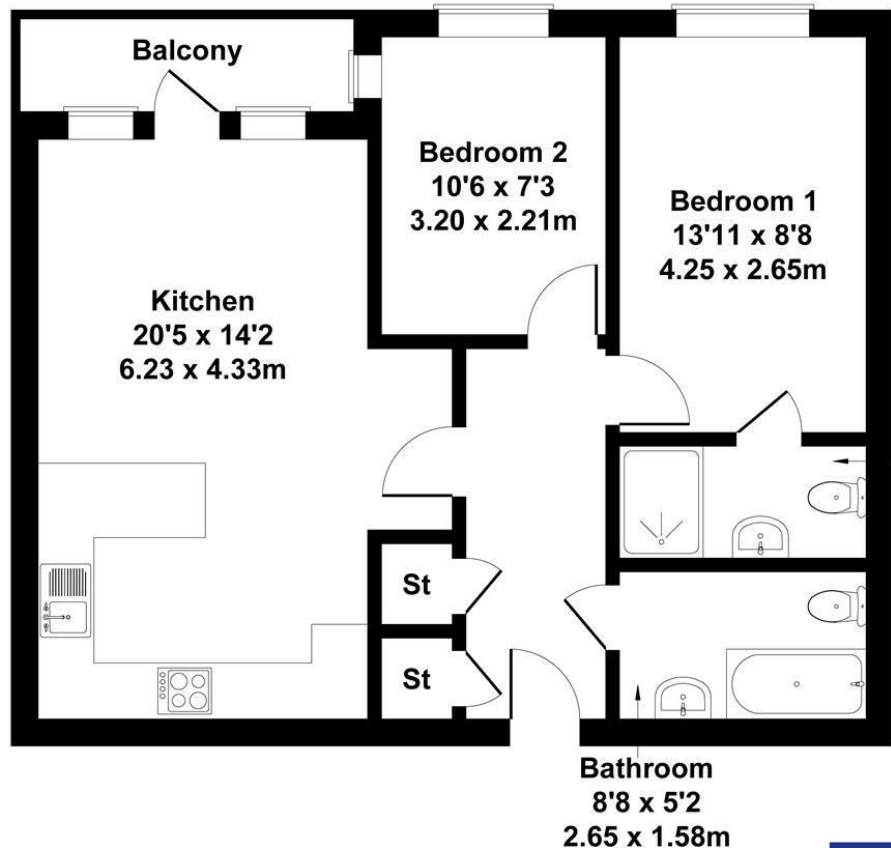 Balcony
Bedroom 2
10'6 x 7'3
3.20 x 2.21m
Bedroom 1
13'11 x 8'8
4.25 x 2.65m
Kitchen
20'5 x 14'2
6.23 x 4.33m
St
St
Bathroom
8'8 x 5'2
2.65 x 1.58m